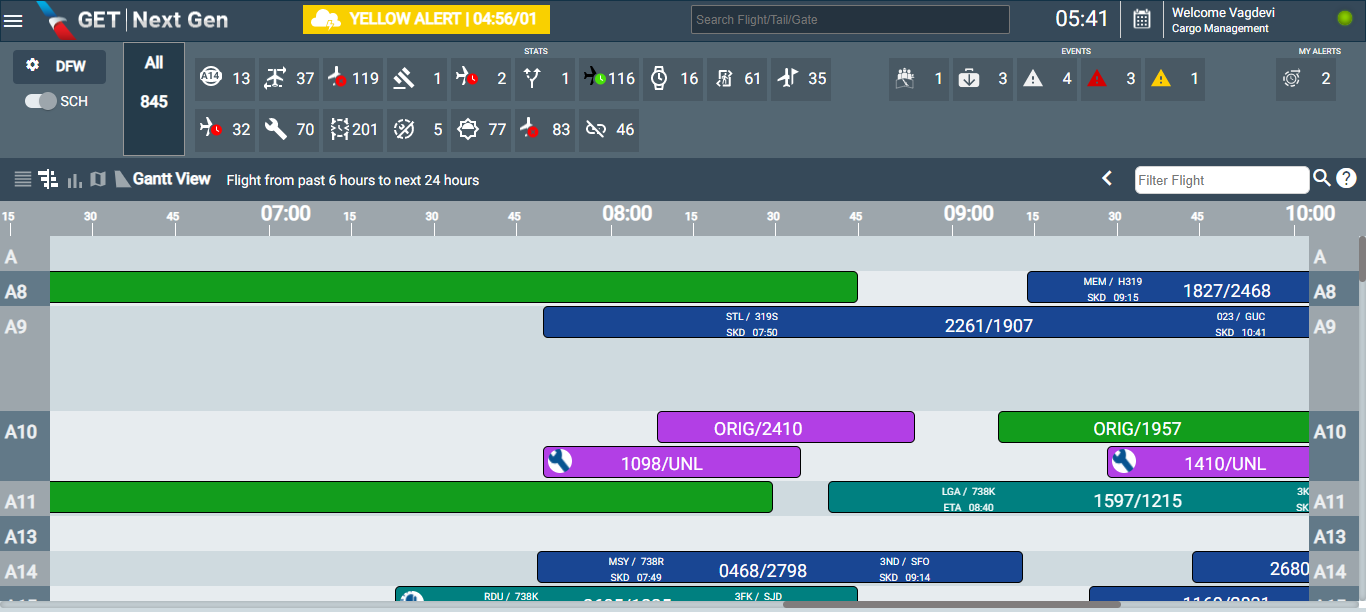 GET | Next Gen
YELLOW ALERT | 04:56/01
Search Flight/Tail/Gate
05:41
Welcome Vagdevi
Cargo Management
DFW
SCH
All
845
STATS
EVENTS
MY ALERTS
A14 13 37 119 1 2 1 116 16 61 35 1 3 4 3 1 2
32 70 201 5 77 83 46
Gantt View
Flight from past 6 hours to next 24 hours
Filter Flight
?
15 30 45 07:00 15 30 45 08:00 15 30 45 09:00 15 30 45 10:00
A A
A8 MEM / H319 1827/2468 A8
SKD 09:15
A9 STL / 319S 2261/1907 023 / GUC A9
SKD 07:50 SKD 10:41
A10 ORIG/2410 ORIG/1957 A10
1098/UNL 1410/UNL
A11 LGA / 738K 1597/1215 3K A11
ETA 08:40 SK
A13 A13
A14 MSY / 738R 0468/2798 3ND / SFO 2680 A14
SKD 07:49 SKD 09:14
RDU / 738K 3FK / SJD